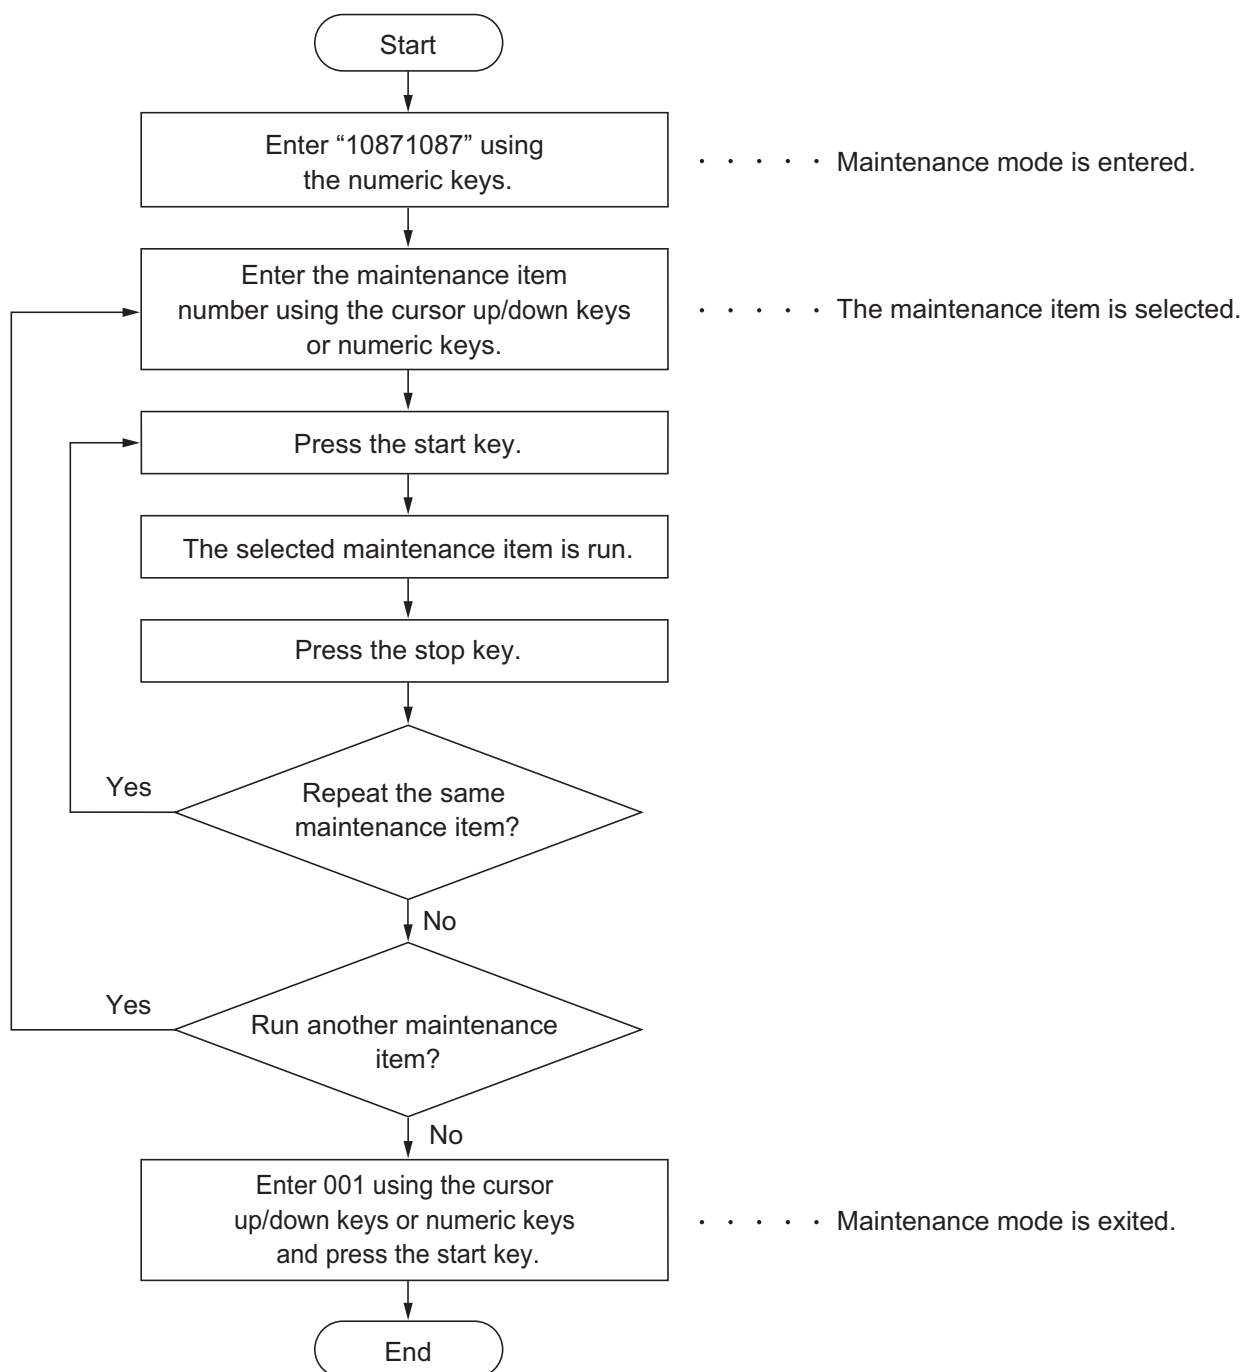 Start
Enter “10871087” using
the numeric keys.
· · · · · Maintenance mode is entered.
Enter the maintenance item
number using the cursor up/down keys
or numeric keys.
· · · · · The maintenance item is selected.
Press the start key.
The selected maintenance item is run.
Press the stop key.
Yes
Repeat the same
maintenance item?
No
Yes
Run another maintenance
item?
No
Enter 001 using the cursor
up/down keys or numeric keys
and press the start key.
· · · · · Maintenance mode is exited.
End